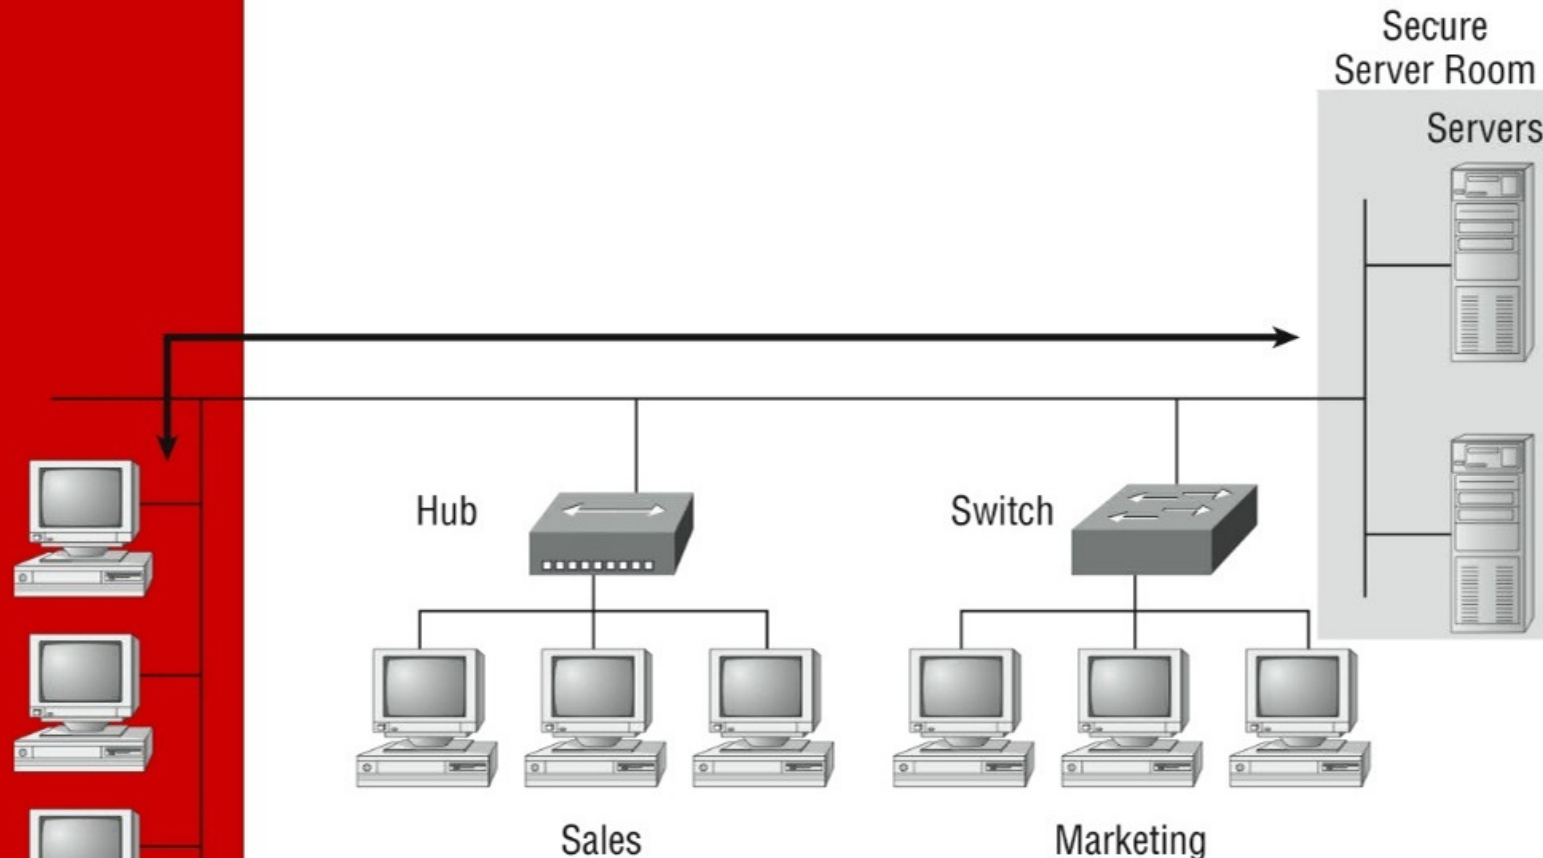 Secure
Server Room
Servers
Hub
Switch
Sales
Marketing